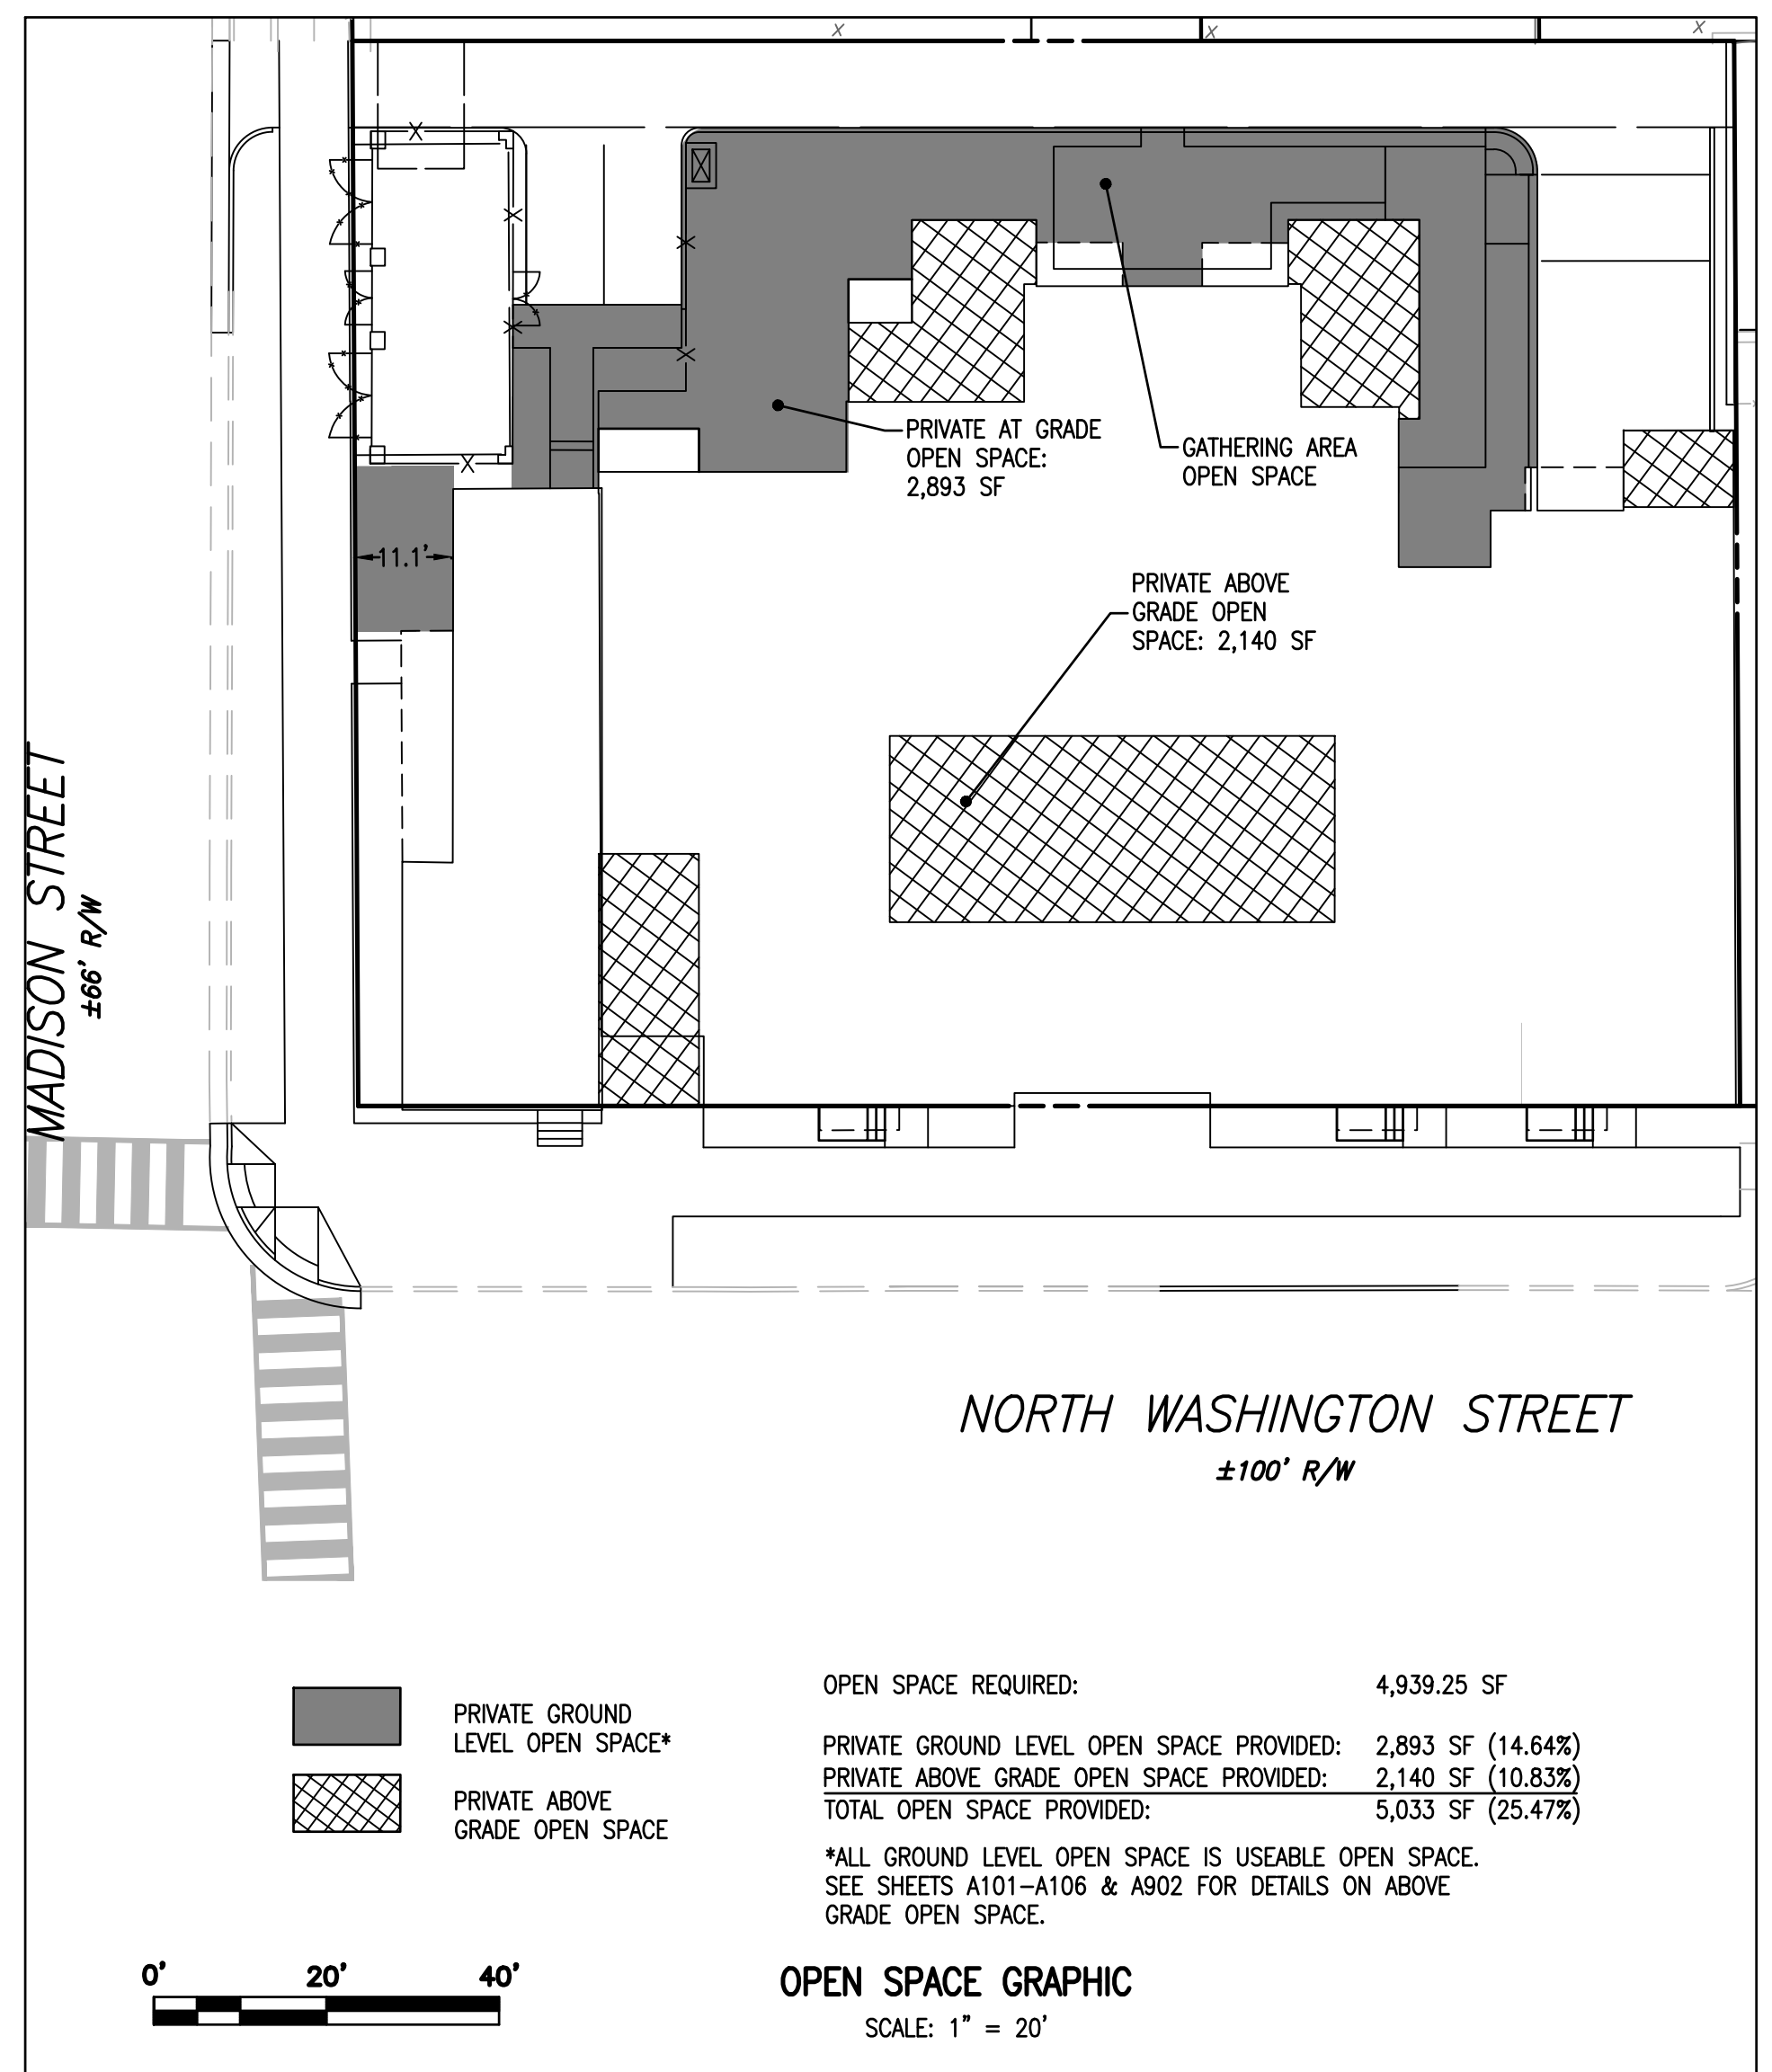 PRIVATE AT GRADE
OPEN SPACE:
2,893 SF
GATHERING AREA
OPEN SPACE
11.1'
PRIVATE ABOVE
GRADE OPEN
SPACE: 2,140 SF
MADISON STREET
±66' R/W
NORTH WASHINGTON STREET
±100' R/W
PRIVATE GROUND
LEVEL OPEN SPACE*
PRIVATE ABOVE
GRADE OPEN SPACE
OPEN SPACE REQUIRED: 4,939.25 SF
PRIVATE GROUND LEVEL OPEN SPACE PROVIDED: 2,893 SF (14.64%)
PRIVATE ABOVE GRADE OPEN SPACE PROVIDED: 2,140 SF (10.83%)
TOTAL OPEN SPACE PROVIDED: 5,033 SF (25.47%)
*ALL GROUND LEVEL OPEN SPACE IS USEABLE OPEN SPACE.
SEE SHEETS A101-A106 & A902 FOR DETAILS ON ABOVE
GRADE OPEN SPACE.
0' 20' 40'
OPEN SPACE GRAPHIC
SCALE: 1" = 20'